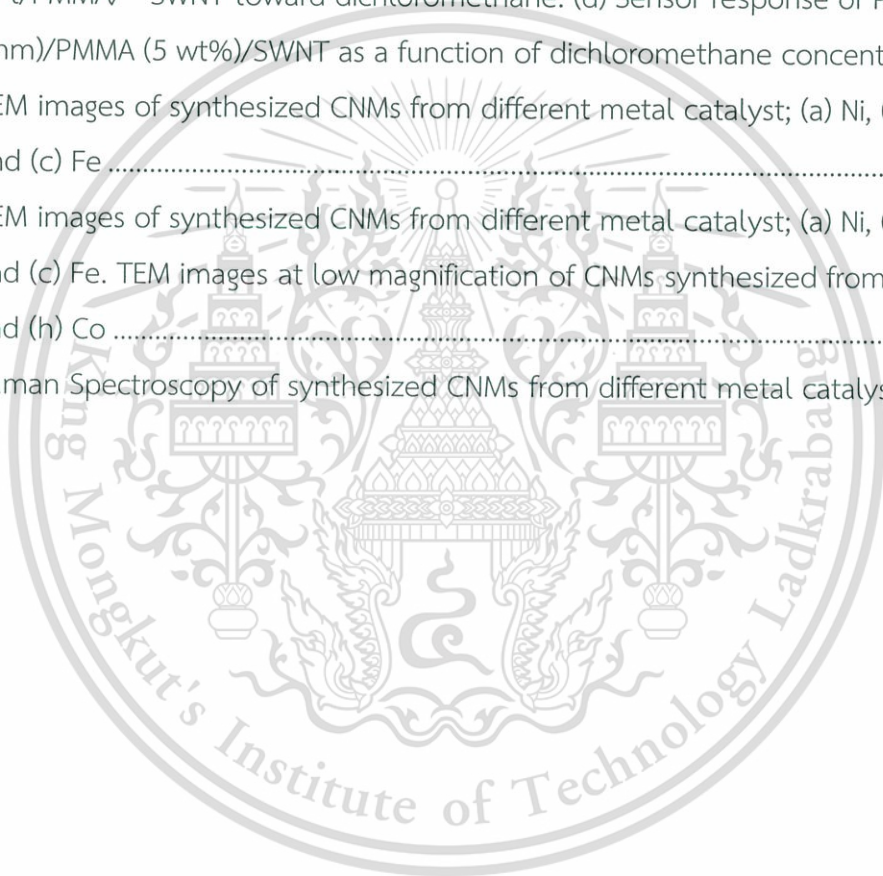 SWNT toward dichloromethane. (d) Sensor response of
nm)/PMMA (5 wt%)/SWNT as a function of dichloromethane
EM images of synthesized CNMs from different metal catalyst; (a) Ni,
nd (c) Fe ........................................................................................
EM images of synthesized CNMs from different metal catalyst; (a) Ni,
nd (c) Fe. TEM images at low magnification of CNMs synthesized from
nd (h) Co ........................................................................................
man Spectroscopy of synthesized CNMs from different metal
King Mongkut's Institute of Technology Ladkrabang